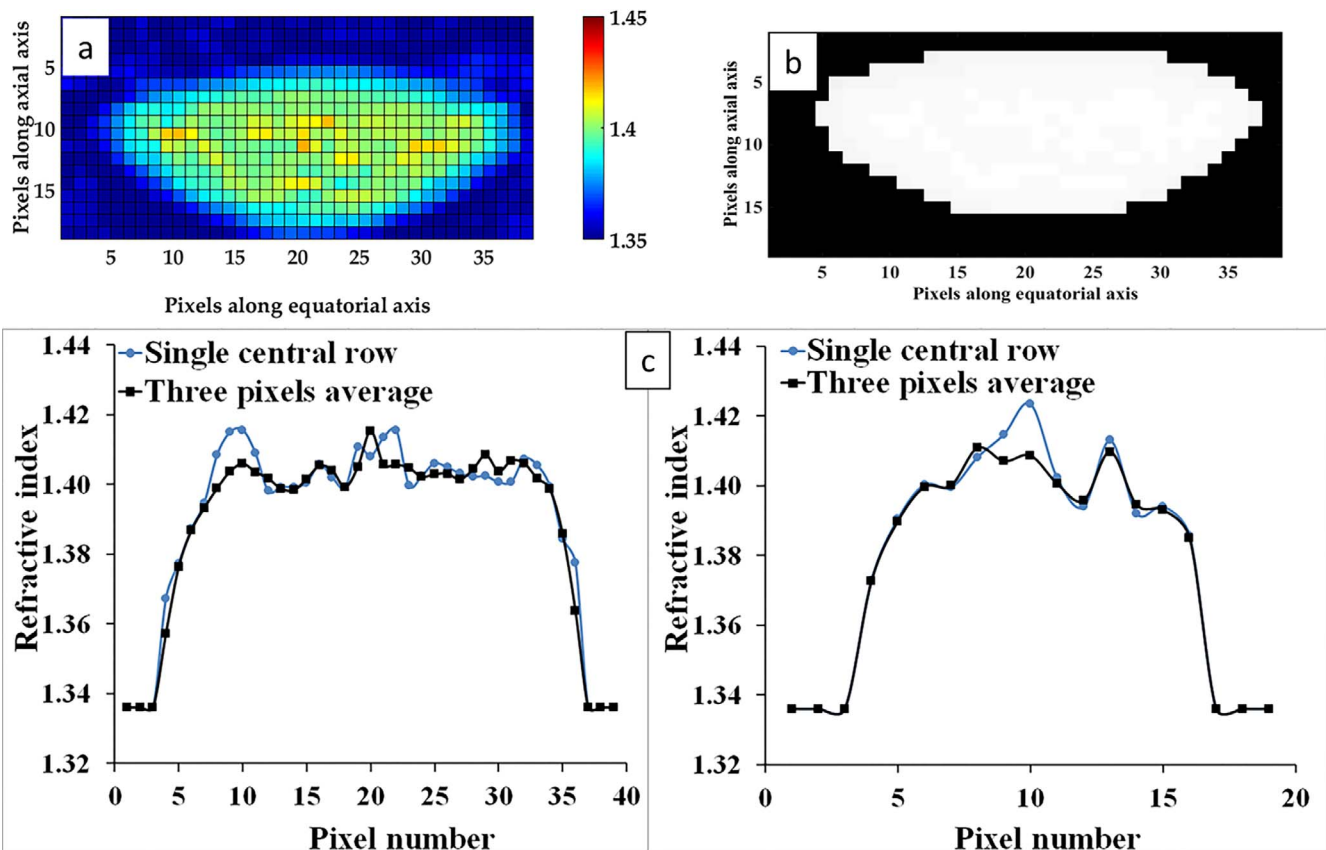 a
5
10
15
Pixels along axial axis
5 10 15 20 25 30 35
Pixels along equatorial axis
1.45
1.4
1.35
b
5
10
15
Pixels along axial axis
5 10 15 20 25 30 35
Pixels along equatorial axis
c
Single central row
Three pixels average
1.44
1.42
1.40
1.38
1.36
1.34
1.32
Refractive index
0 5 10 15 20 25 30 35 40
Pixel number
Single central row
Three pixels average
1.44
1.42
1.40
1.38
1.36
1.34
1.32
Refractive index
0 5 10 15 20
Pixel number